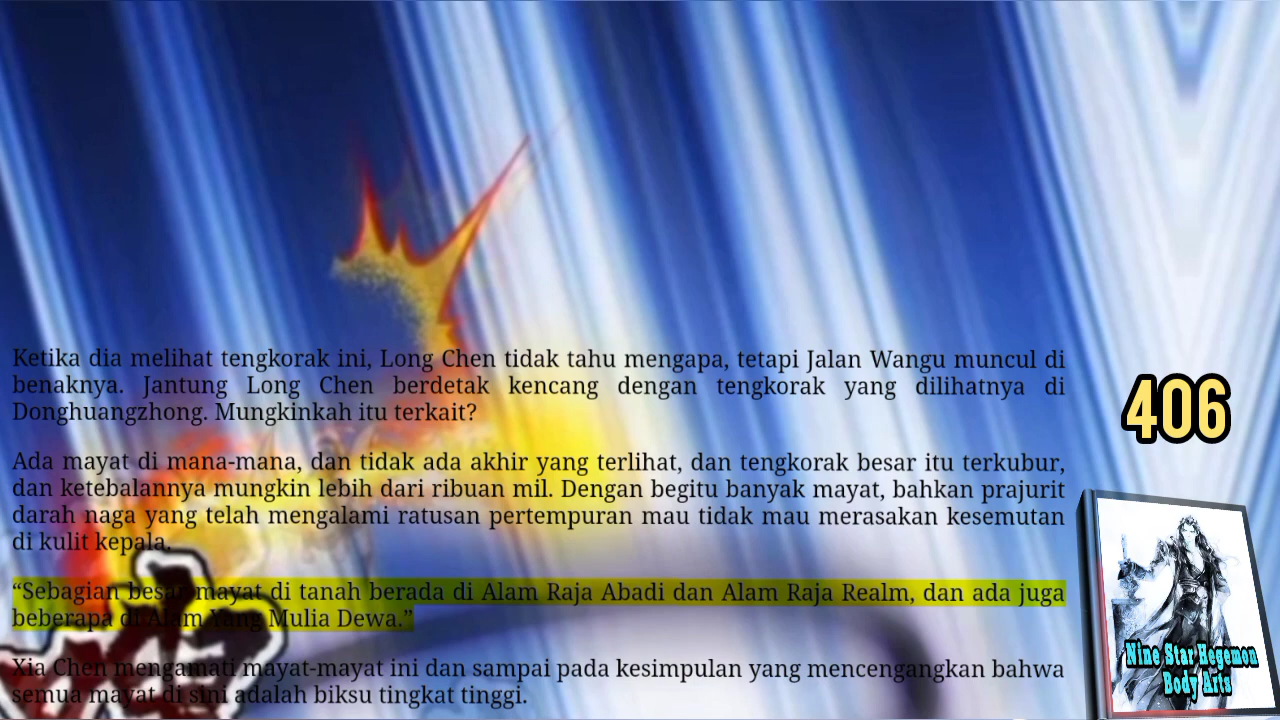 Ketika dia melihat tengkorak ini, Long Chen tidak tahu mengapa, tetapi Jalan Wangu muncul di
benaknya. Jantung Long Chen berdetak kencang dengan tengkorak yang dilihatnya di
Donghuangzhong. Mungkinkah itu terkait?
Ada mayat di mana-mana, dan tidak ada akhir yang terlihat, dan tengkorak besar itu terkubur,
dan ketebalannya mungkin lebih dari ribuan mil. Dengan begitu banyak mayat, bahkan prajurit
darah naga yang telah mengalami ratusan pertempuran mau tidak mau merasakan kesemutan
di kulit kepala.
“Sebagian besar mayat di tanah berada di Alam Raja Abadi dan Alam Raja Realm, dan ada juga
beberapa di Alam Yang Mulia Dewa.”
Xia Chen mengamati mayat-mayat ini dan sampai pada kesimpulan yang mencengangkan bahwa
semua mayat di sini adalah biksu tingkat tinggi.
406
Nine Star Hegemon
Body Arts